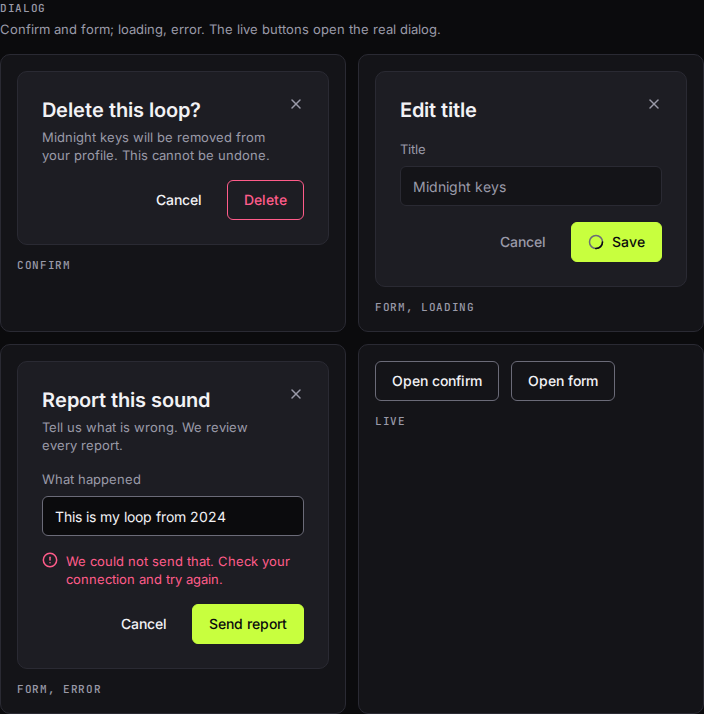 DIALOG
Confirm and form; loading, error. The live buttons open the real dialog.
Delete this loop?
Midnight keys will be removed from
your profile. This cannot be undone.
Cancel
Delete
CONFIRM
Edit title
Title
Midnight keys
Cancel
Save
FORM, LOADING
Report this sound
Tell us what is wrong. We review
every report.
What happened
This is my loop from 2024
We could not send that. Check your
connection and try again.
Cancel
Send report
FORM, ERROR
Open confirm
Open form
LIVE